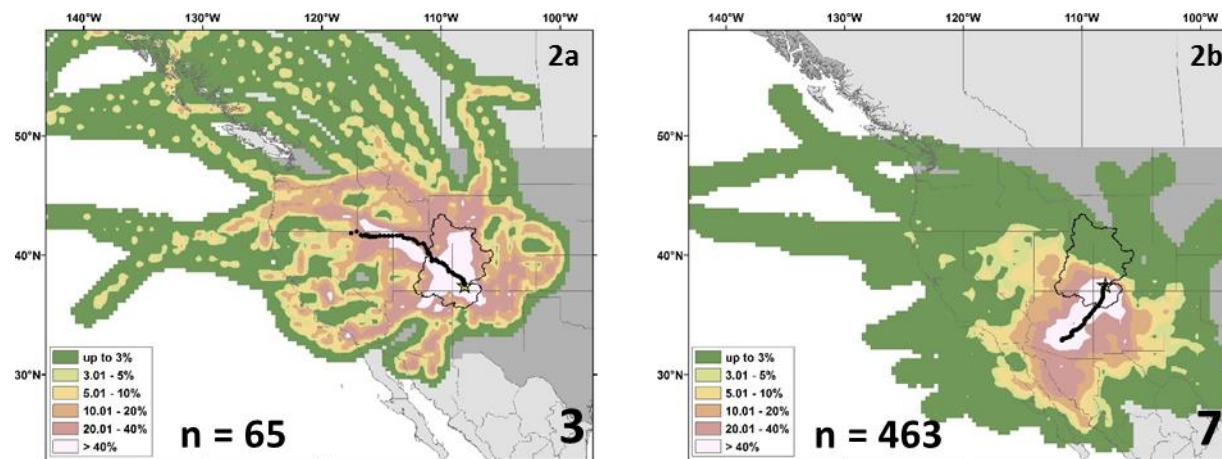 140°W 130°W 120°W 110°W 100°W
2a
50°N
40°N
30°N
up to 3%
3.01 - 5%
5.01 - 10%
10.01 - 20%
20.01 - 40%
> 40%
n = 65
3
140°W 130°W 120°W 110°W 100°W
2b
50°N
40°N
30°N
up to 3%
3.01 - 5%
5.01 - 10%
10.01 - 20%
20.01 - 40%
> 40%
n = 463
7